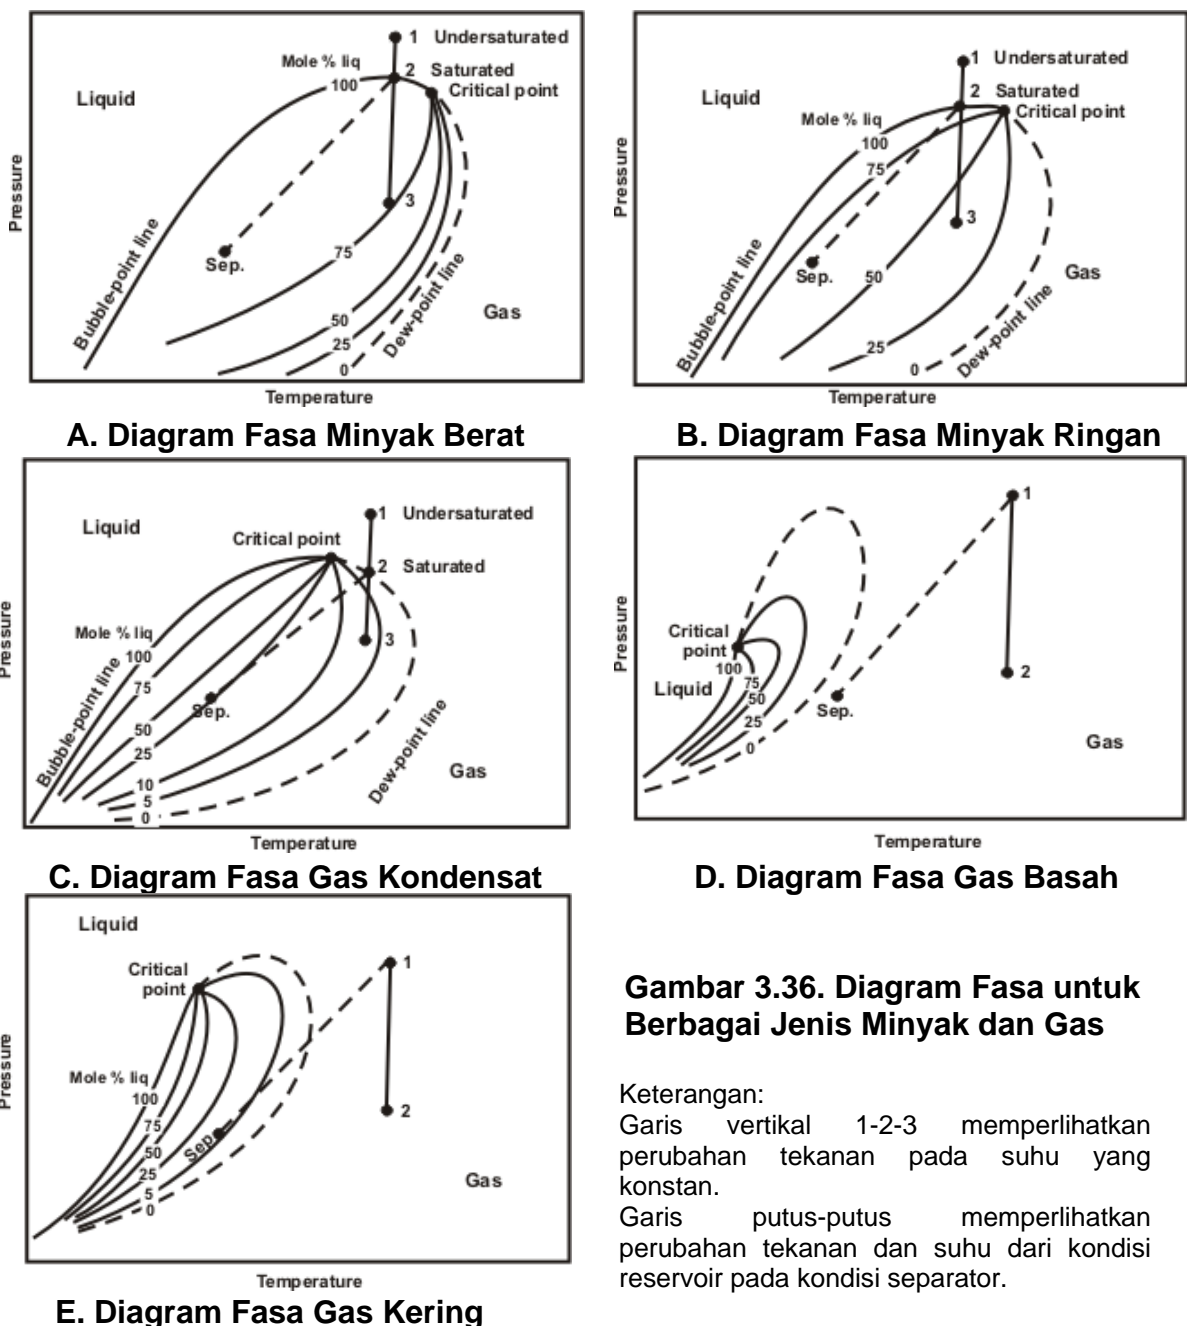 1 Undersaturated
Mole % liq
2 Saturated
100
Critical point
Liquid
Pressure
3
Sep.
75
Bubble-point line
Dew-point line
Gas
50
25
0
Temperature
A. Diagram Fasa Minyak Berat
1 Undersaturated
2 Saturated
Critical point
Liquid
Mole % liq
100
75
Pressure
3
Sep.
50
Gas
Bubble-point line
Dew-point line
25
0
Temperature
B. Diagram Fasa Minyak Ringan
1 Undersaturated
Liquid
Critical point
2 Saturated
Pressure
Mole % liq
100
3
75
Sep.
50
25
Bubble-point line
Dew-point line
Gas
10
5
0
Temperature
C. Diagram Fasa Gas Kondensat
1
Pressure
Critical
point
100
Liquid
75
50
25
0
Sep.
2
Gas
Temperature
D. Diagram Fasa Gas Basah
Liquid
Critical
point
1
Pressure
Mole % liq
100
75
50
25
5
0
Sep.
2
Gas
Temperature
E. Diagram Fasa Gas Kering
Gambar 3.36. Diagram Fasa untuk
Berbagai Jenis Minyak dan Gas
Keterangan:
Garis vertikal 1-2-3 memperlihatkan
perubahan tekanan pada suhu yang
konstan.
Garis putus-putus memperlihatkan
perubahan tekanan dan suhu dari kondisi
reservoir pada kondisi separator.